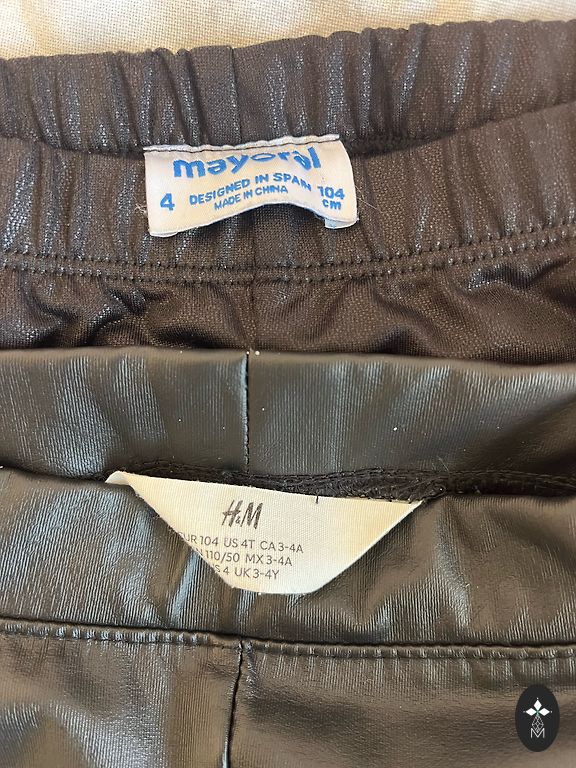 mayoral
4 DESIGNED IN SPAIN 104
MADE IN CHINA cm
H&M
EUR 104 US 4T CA 3-4A
110/50 MX 3-4A
4 UK 3-4Y
M